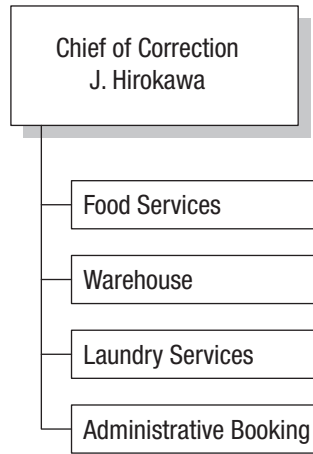 Chief of Correction
J. Hirokawa
Food Services
Warehouse
Laundry Services
Administrative Booking